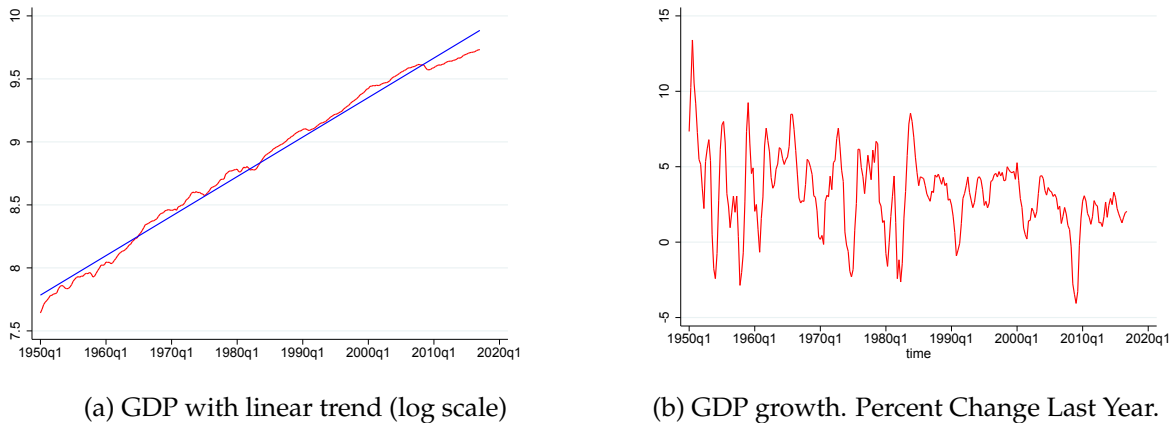 10
9.5
9
8.5
8
7.5
1950q1 1960q1 1970q1 1980q1 1990q1 2000q1 2010q1 2020q1
(a) GDP with linear trend (log scale)
15
10
5
0
-5
1950q1 1960q1 1970q1 1980q1 1990q1 2000q1 2010q1 2020q1
time
(b) GDP growth. Percent Change Last Year.